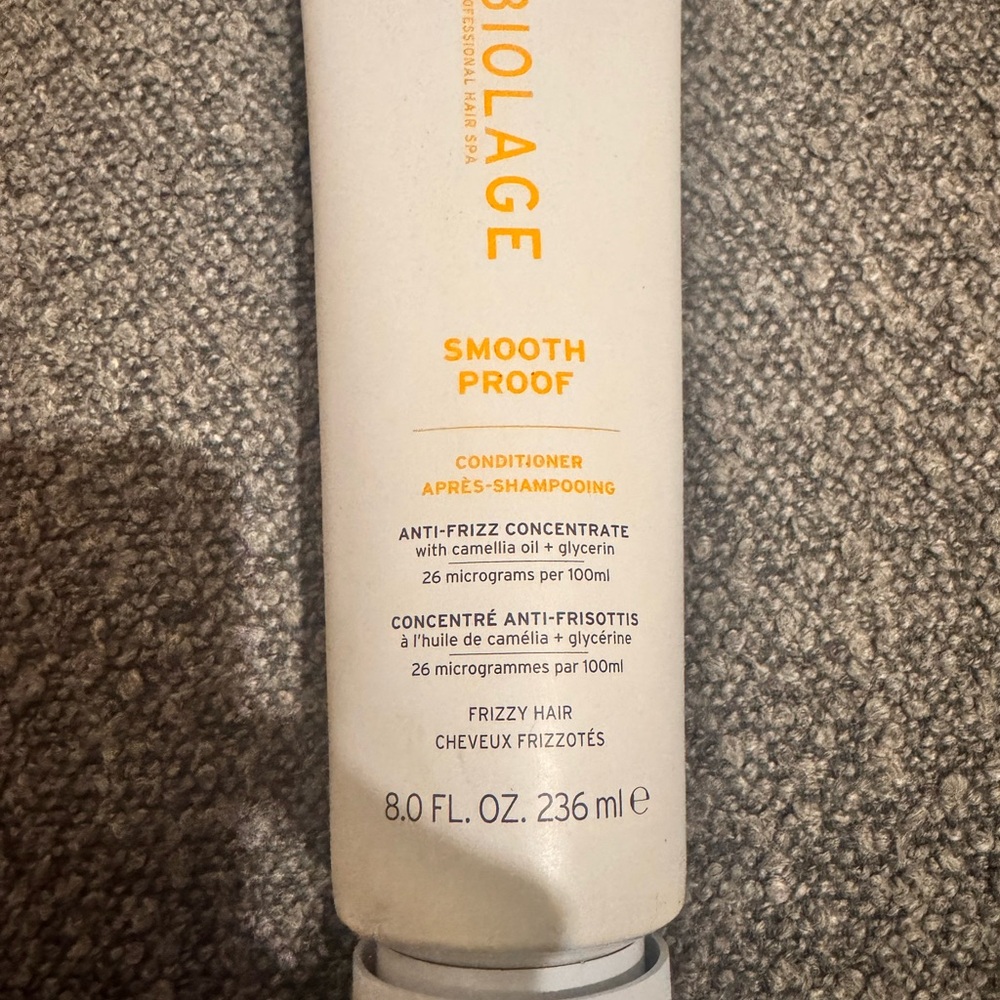 BIOLAGE
PROFESSIONAL HAIR SPA
SMOOTH
PROOF
CONDITIONER
APRÈS-SHAMPOOING
ANTI-FRIZZ CONCENTRATE
with camellia oil + glycerin
26 micrograms per 100ml
CONCENTRÉ ANTI-FRISOTTIS
à l'huile de camélia + glycérine
26 microgrammes par 100ml
FRIZZY HAIR
CHEVEUX FRIZZOTÉS
8.0 FL. OZ. 236 ml e